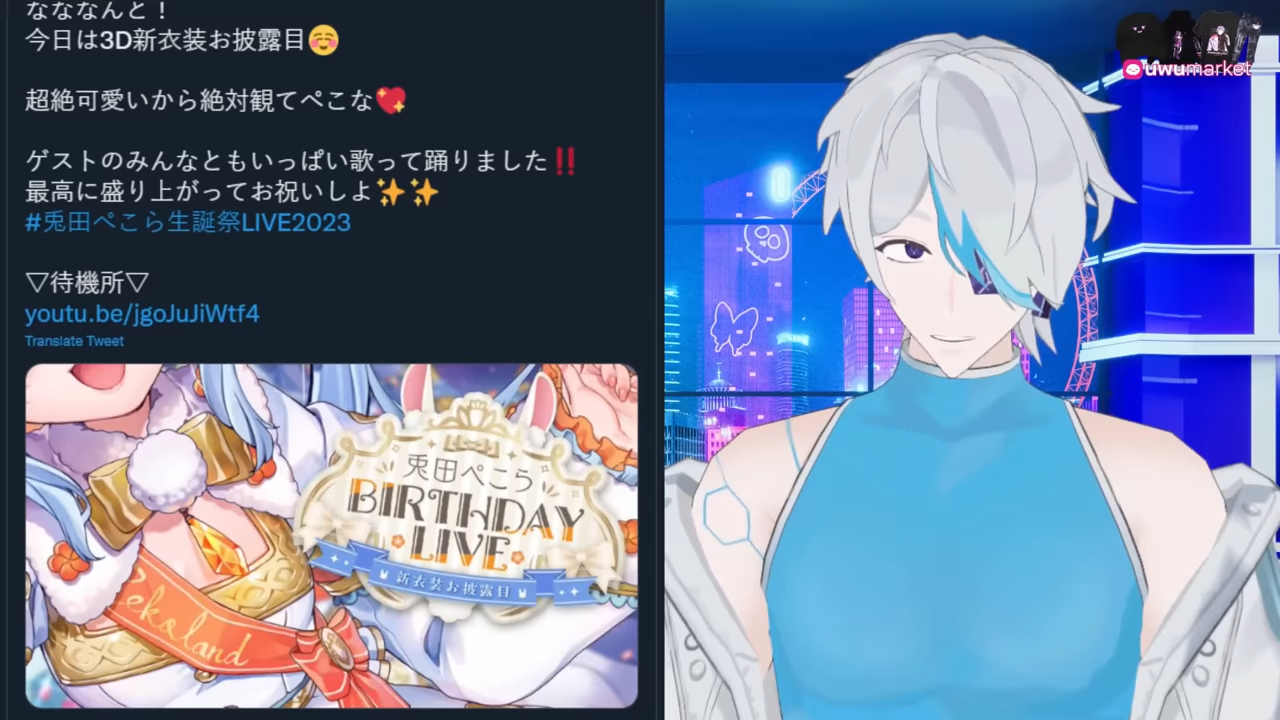 なななんと！
今日は3D新衣装お披露目☺️
超絶可愛いから絶対観てぺこな💖
ゲストのみんなともいっぱい歌って踊りました‼️
最高に盛り上がってお祝いしよ✨✨
#兎田ぺこら生誕祭LIVE2023
▽待機所▽
youtu.be/jgoJuJiWtf4
Translate Tweet
兎田ぺこら
BIRTHDAY
LIVE
新衣装お披露目
Pekoland
uwumarket